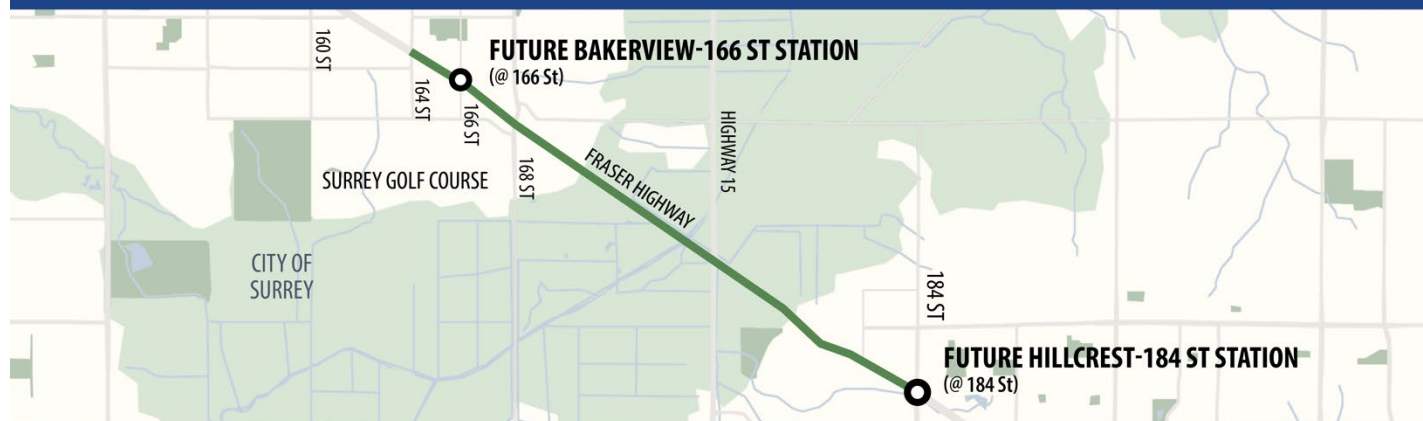 160 ST
FUTURE BAKERVIEW-166 ST STATION
(@ 166 St)
164 ST
166 ST
HIGHWAY 15
SURREY GOLF COURSE
168 ST
FRASER HIGHWAY
CITY OF
SURREY
184 ST
FUTURE HILLCREST-184 ST STATION
(@ 184 St)